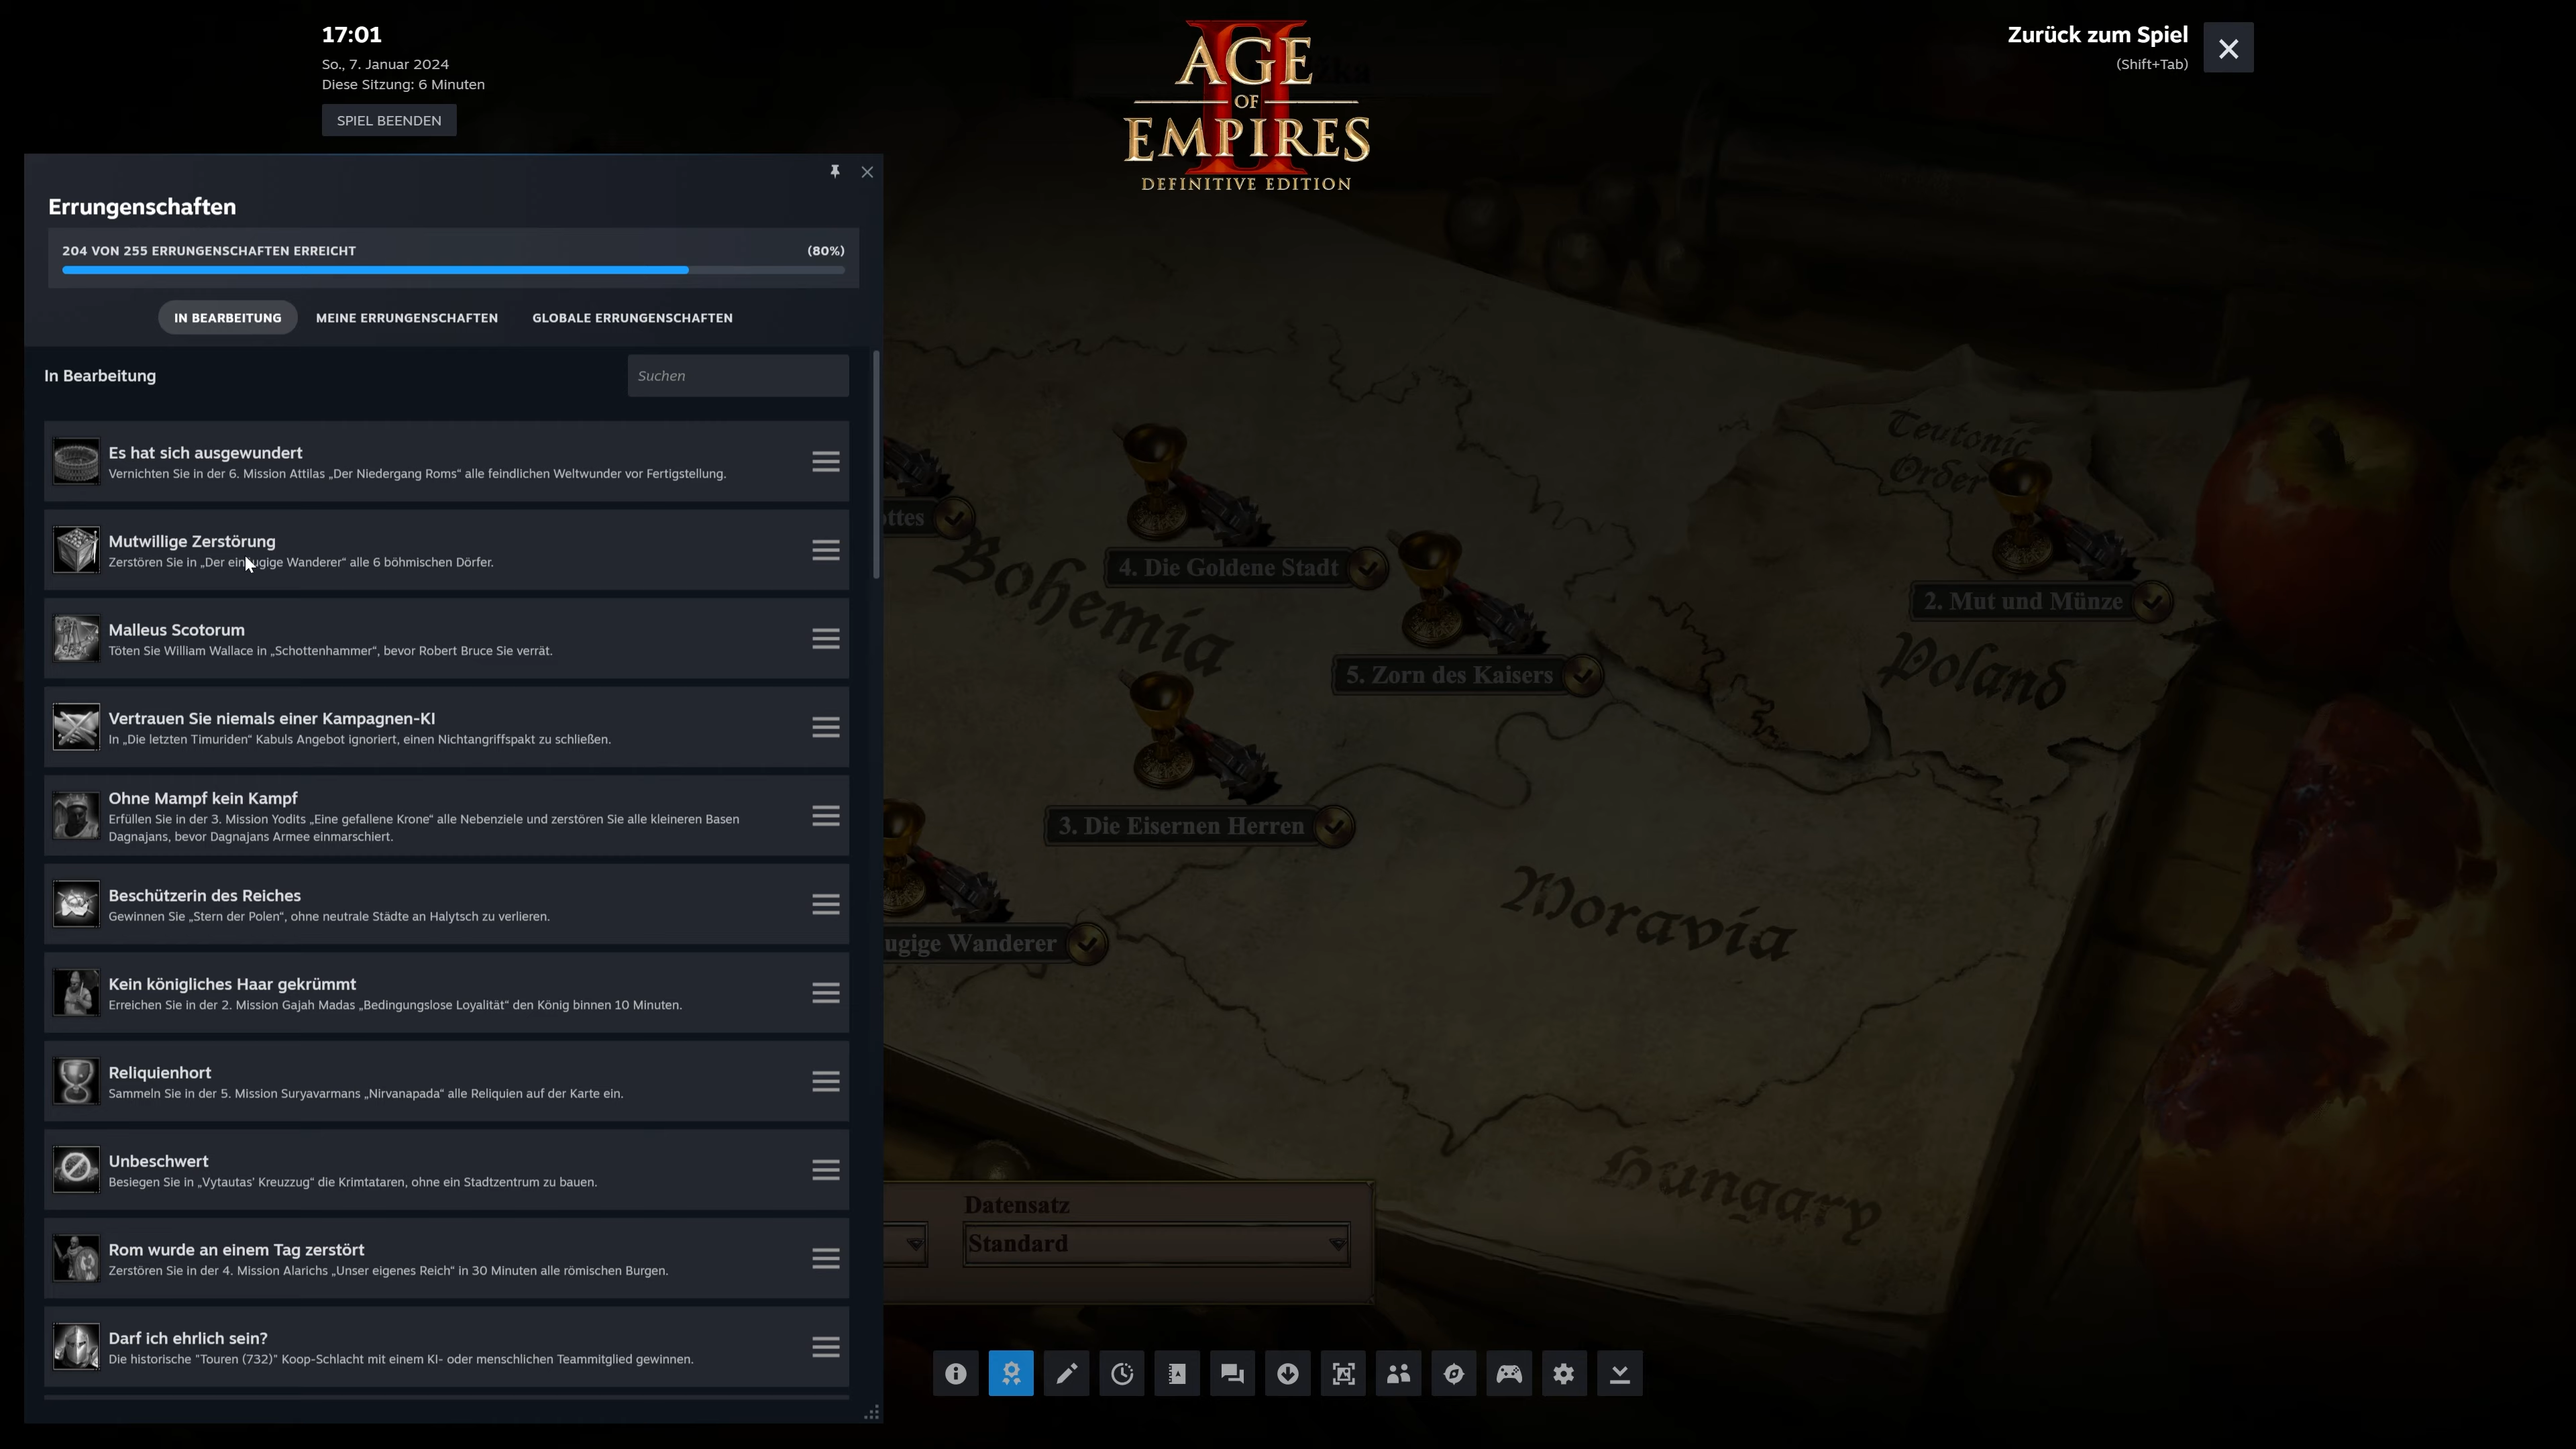 17:01
So., 7. Januar 2024
Diese Sitzung: 6 Minuten
SPIEL BEENDEN
AGE
OF
EMPIRES
DEFINITIVE EDITION
Zurück zum Spiel
(Shift+Tab)
Errungenschaften
204 VON 255 ERRUNGENSCHAFTEN ERREICHT (80%)
IN BEARBEITUNG MEINE ERRUNGENSCHAFTEN GLOBALE ERRUNGENSCHAFTEN
In Bearbeitung
Suchen
Es hat sich ausgewundert
Vernichten Sie in der 6. Mission Attilas „Der Niedergang Roms“ alle feindlichen Weltwunder vor Fertigstellung.
Mutwillige Zerstörung
Zerstören Sie in „Der einäugige Wanderer“ alle 6 böhmischen Dörfer.
Malleus Scotorum
Töten Sie William Wallace in „Schottenhammer“, bevor Robert Bruce Sie verrät.
Vertrauen Sie niemals einer Kampagnen-KI
In „Die letzten Timuriden“ Kabuls Angebot ignoriert, einen Nichtangriffspakt zu schließen.
Ohne Mampf kein Kampf
Erfüllen Sie in der 3. Mission Yodits „Eine gefallene Krone“ alle Nebenziele und zerstören Sie alle kleineren Basen
Dagnajans, bevor Dagnajans Armee einmarschiert.
Beschützerin des Reiches
Gewinnen Sie „Stern der Polen“, ohne neutrale Städte an Halytsch zu verlieren.
Kein königliches Haar gekrümmt
Erreichen Sie in der 2. Mission Gajah Madas „Bedingungslose Loyalität“ den König binnen 10 Minuten.
Reliquienhort
Sammeln Sie in der 5. Mission Suryavarmans „Nirvanapada“ alle Reliquien auf der Karte ein.
Unbeschwert
Besiegen Sie in „Vytautas’ Kreuzzug“ die Krimtataren, ohne ein Stadtzentrum zu bauen.
Rom wurde an einem Tag zerstört
Zerstören Sie in der 4. Mission Alarichs „Unser eigenes Reich“ in 30 Minuten alle römischen Burgen.
Darf ich ehrlich sein?
Die historische "Touren (732)" Koop-Schlacht mit einem KI- oder menschlichen Teammitglied gewinnen.
ottes
Bohemia
4. Die Goldene Stadt
5. Zorn des Kaisers
Teutonic
Order
2. Mut und Münze
Poland
3. Die Eisernen Herren
ugige Wanderer
Moravia
Hungary
Datensatz
Standard